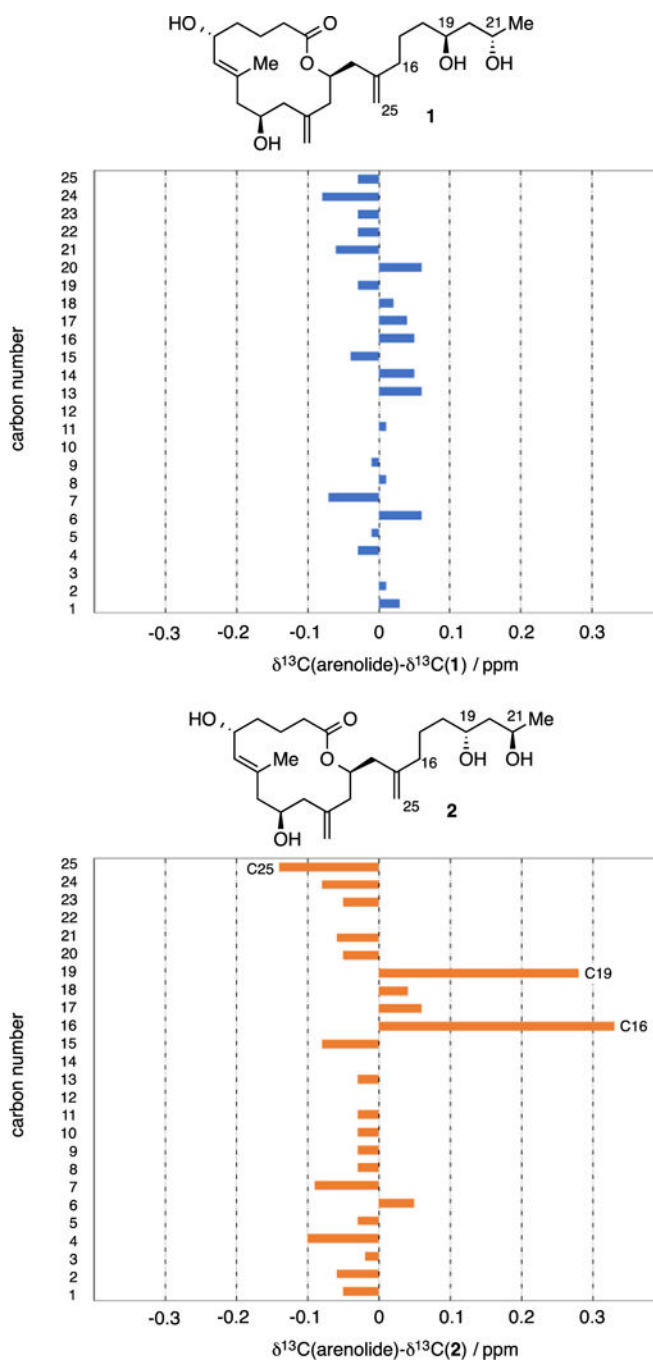 HO
O
19
21
Me
O
16
OH
OH
25
OH
1
25
24
23
22
21
20
19
18
17
16
15
14
13
12
11
10
9
8
7
6
5
4
3
2
1
carbon number
-0.3 -0.2 -0.1 0 0.1 0.2 0.3
δ¹³C(arenolide)-δ¹³C(1) / ppm
HO
O
19
21
Me
O
16
OH
OH
25
OH
2
25
24
23
22
21
20
19
18
17
16
15
14
13
12
11
10
9
8
7
6
5
4
3
2
1
C25
C19
C16
carbon number
-0.3 -0.2 -0.1 0 0.1 0.2 0.3
δ¹³C(arenolide)-δ¹³C(2) / ppm